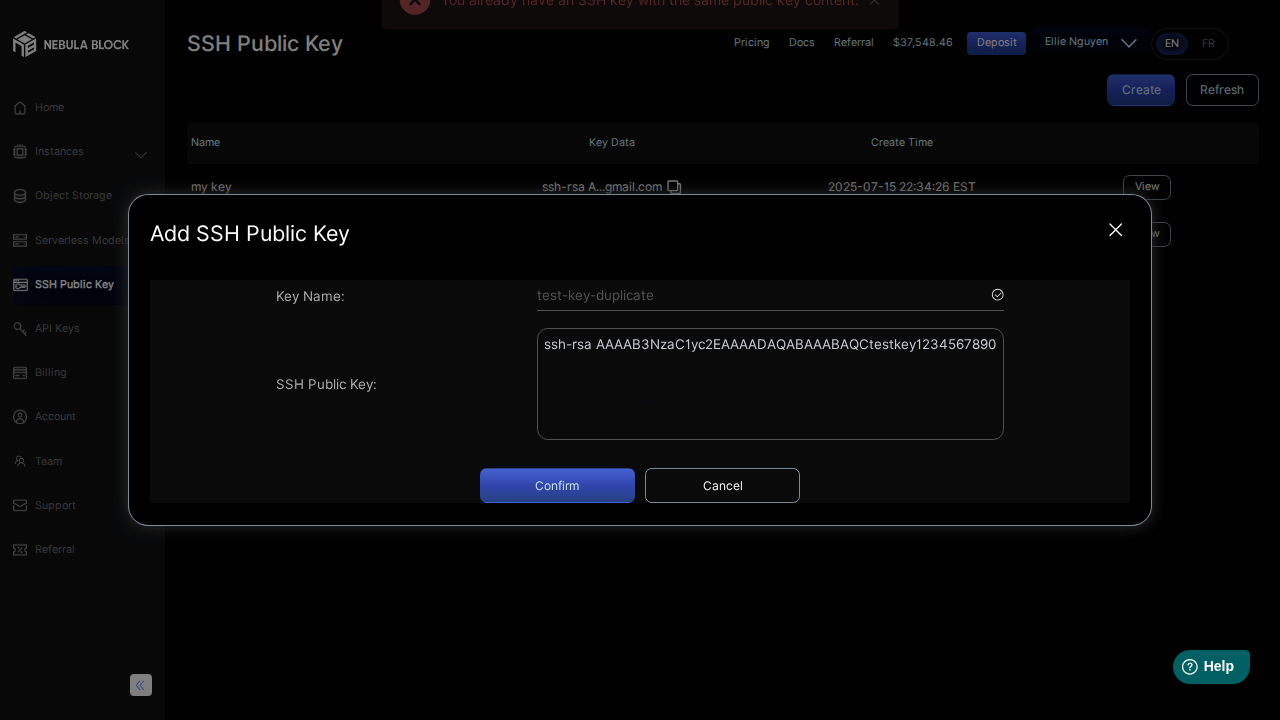 You already have an SSH key with the same public key content.
NEBULA BLOCK
SSH Public Key
Pricing
Docs
Referral
$37,548.46
Deposit
Ellie Nguyen
EN
FR
Create
Refresh
Home
Instances
Object Storage
Serverless Models
SSH Public Key
API Keys
Billing
Account
Team
Support
Referral
Name
Key Data
Create Time
my key
ssh-rsa A...gmail.com
2025-07-15 22:34:26 EST
View
Add SSH Public Key
Key Name:
test-key-duplicate
SSH Public Key:
ssh-rsa AAAAB3NzaC1yc2EAAAADAQABAAABAQCtestkey1234567890
Confirm
Cancel
Help